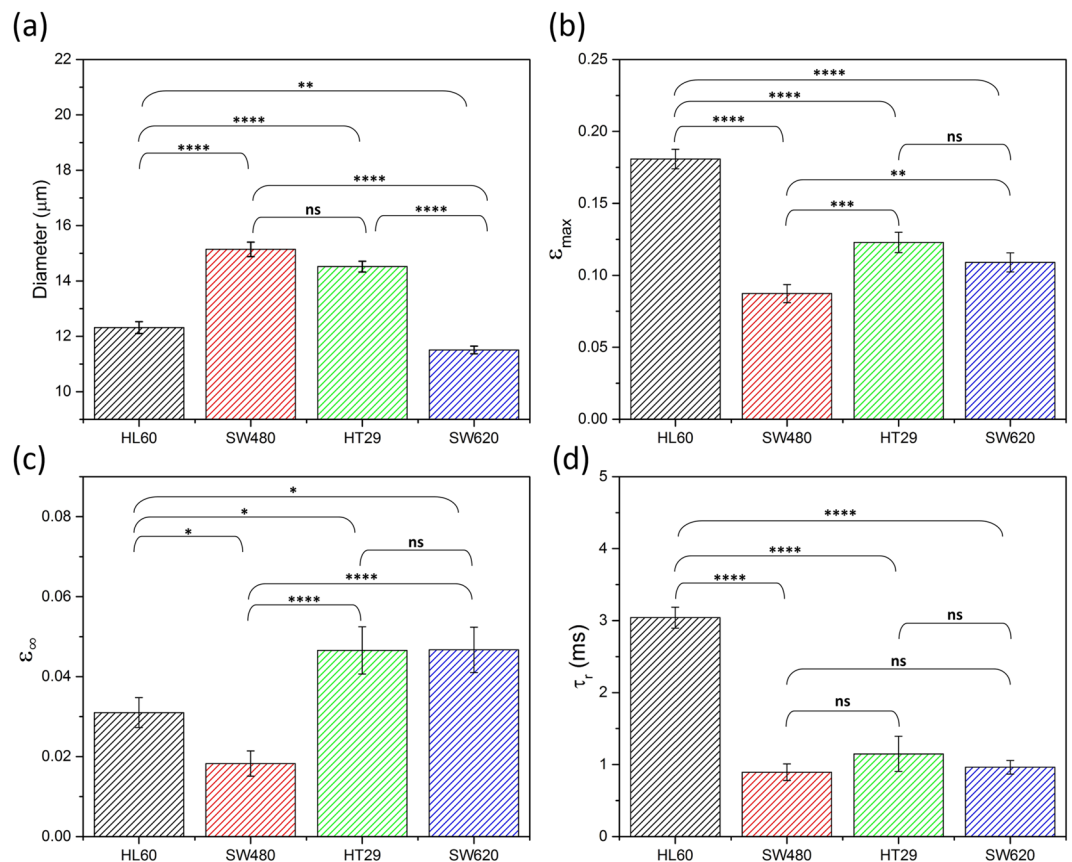 (a)
22
20
18
16
14
12
10
Diameter (μm)
**
****
****
****
ns
****
HL60 SW480 HT29 SW620
(b)
0.25
0.20
0.15
0.10
0.05
0.00
εmax
****
****
****
ns
**
***
HL60 SW480 HT29 SW620
(c)
0.08
0.06
0.04
0.02
0.00
ε∞
*
*
*
ns
****
****
HL60 SW480 HT29 SW620
(d)
5
4
3
2
1
0
τr (ms)
****
****
****
ns
ns
ns
HL60 SW480 HT29 SW620